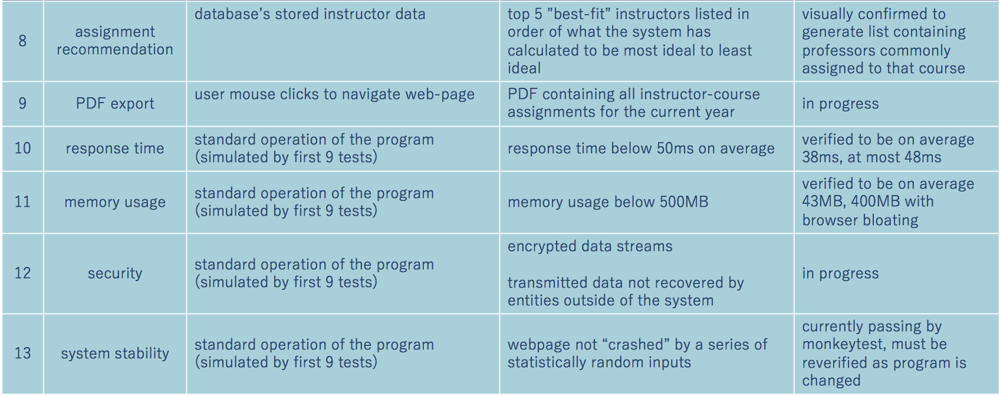 8
assignment
recommendation
database’s stored instructor data
top 5 ”best-fit” instructors listed in
order of what the system has
calculated to be most ideal to least
ideal
visually confirmed to
generate list containing
professors commonly
assigned to that course
9
PDF export
user mouse clicks to navigate web-page
PDF containing all instructor-course
assignments for the current year
in progress
10
response time
standard operation of the program
(simulated by first 9 tests)
response time below 50ms on average
verified to be on average
38ms, at most 48ms
11
memory usage
standard operation of the program
(simulated by first 9 tests)
memory usage below 500MB
verified to be on average
43MB, 400MB with
browser bloating
12
security
standard operation of the program
(simulated by first 9 tests)
encrypted data streams
transmitted data not recovered by
entities outside of the system
in progress
13
system stability
standard operation of the program
(simulated by first 9 tests)
webpage not “crashed” by a series of
statistically random inputs
currently passing by
monkeytest, must be
reverified as program is
changed